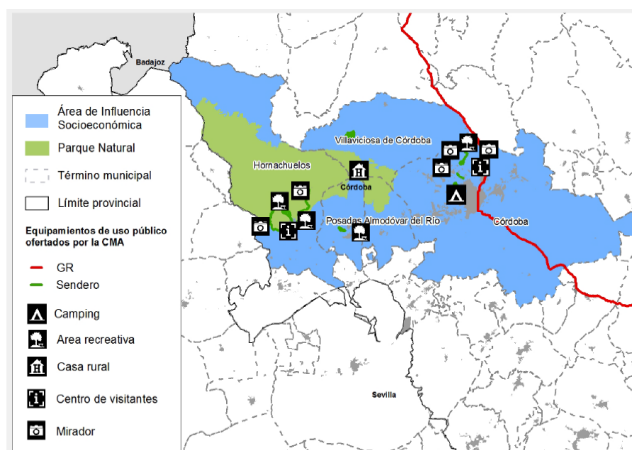 Badajoz
Área de Influencia
Socioeconómica
Parque Natural
Término municipal
Límite provincial
Equipamientos de uso público
ofertados por la CMA
GR
Sendero
Camping
Area recreativa
Casa rural
Centro de visitantes
Mirador
Villaviciosa de Córdoba
Hornachuelos
Córdoba
Posadas
Almodóvar del Río
Córdoba
Sevilla